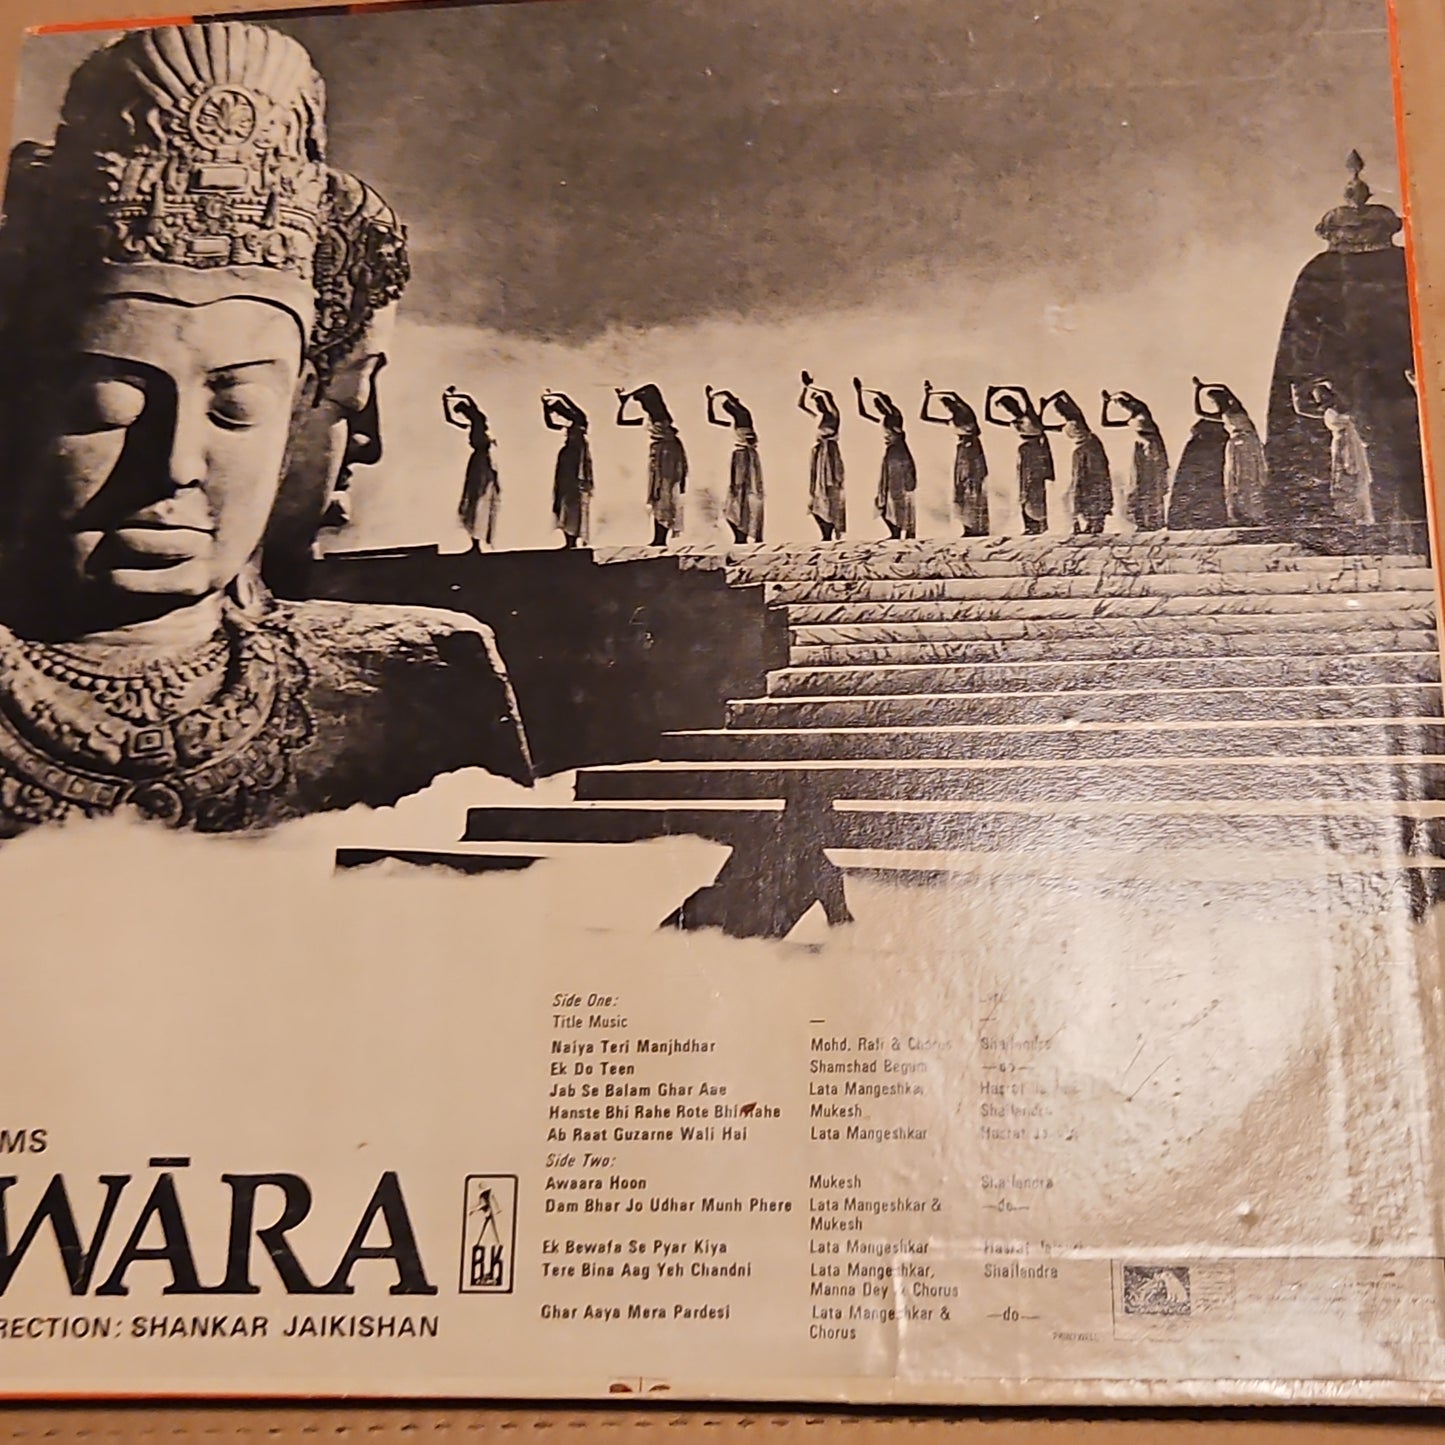 Side One:
Title Music —
Naiya Teri Manjhdhar Mohd. Rafi & Chorus Shailendra
Ek Do Teen Shamshad Begum —do—
Jab Se Balam Ghar Aae Lata Mangeshkar
Hanste Bhi Rahe Rote Bhi Rahe Mukesh Shailendra
Ab Raat Guzarne Wali Hai Lata Mangeshkar Hasrat
Side Two:
Awaara Hoon Mukesh Shailendra
Dam Bhar Jo Udhar Munh Phere Lata Mangeshkar & —do—
Mukesh
Ek Bewafa Se Pyar Kiya Lata Mangeshkar Hasrat
Tere Bina Aag Yeh Chandni Lata Mangeshkar, Shailendra
Manna Dey & Chorus
Ghar Aaya Mera Pardesi Lata Mangeshkar & —do—
Chorus
MS
WĀRA
R.K
RECTION: SHANKAR JAIKISHAN